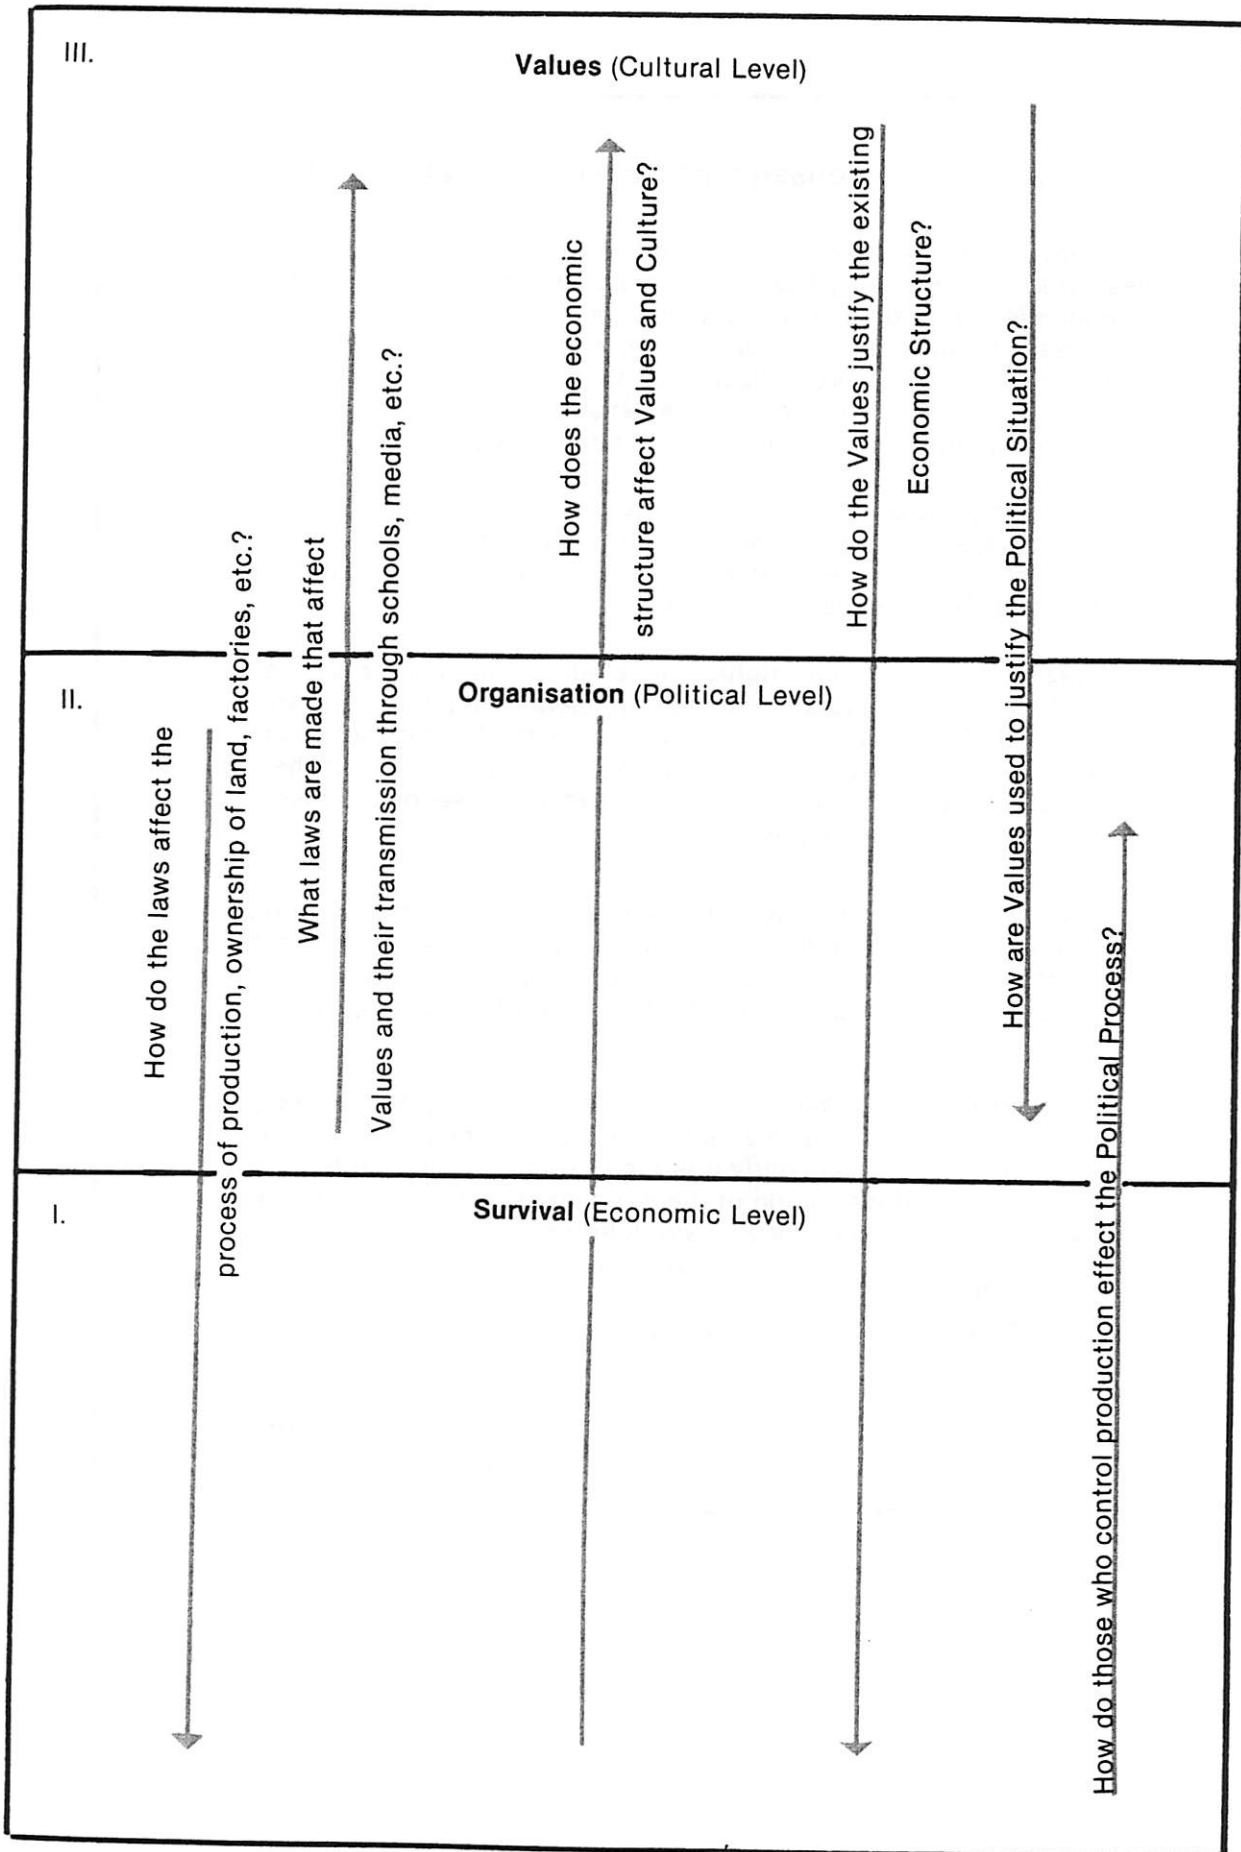 III.
Values (Cultural Level)
How do the laws affect the
process of production, ownership of land, factories, etc.?
What laws are made that affect
Values and their transmission through schools, media, etc.?
How does the economic
structure affect Values and Culture?
How do the Values justify the existing
Economic Structure?
How are Values used to justify the Political Situation?
How do those who control production effect the Political Process?
II.
Organisation (Political Level)
I.
Survival (Economic Level)